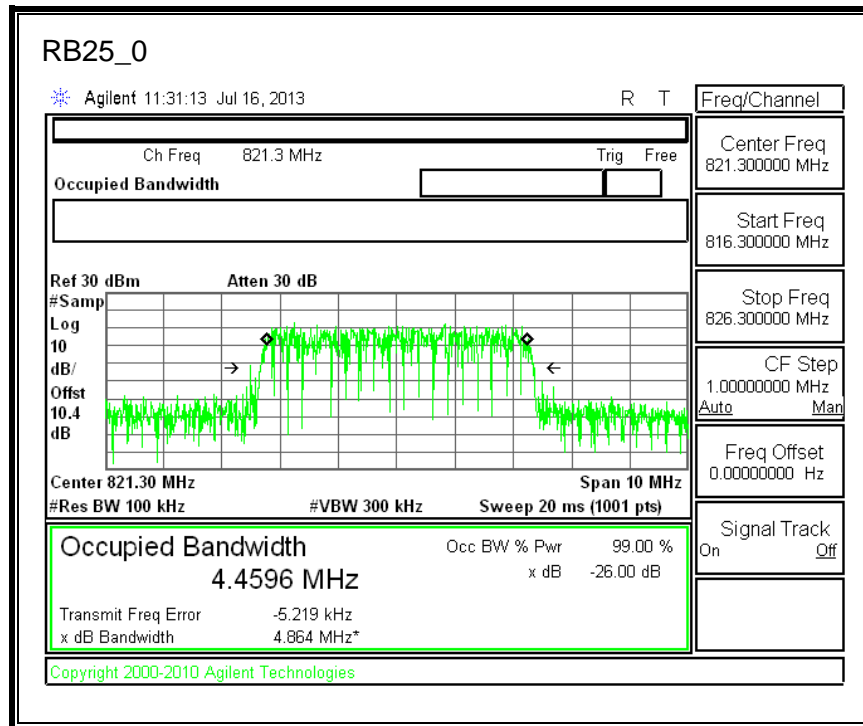 RB25_0
Agilent 11:31:13 Jul 16, 2013 R T
Ch Freq 821.3 MHz Trig Free
Occupied Bandwidth
Ref 30 dBm Atten 30 dB
#Samp
Log
10
dB/
Offst
10.4
dB
Center 821.30 MHz Span 10 MHz
#Res BW 100 kHz #VBW 300 kHz Sweep 20 ms (1001 pts)
Occupied Bandwidth
4.4596 MHz
Occ BW % Pwr 99.00 %
x dB -26.00 dB
Transmit Freq Error -5.219 kHz
x dB Bandwidth 4.864 MHz*
Copyright 2000-2010 Agilent Technologies
Freq/Channel
Center Freq
821.300000 MHz
Start Freq
816.300000 MHz
Stop Freq
826.300000 MHz
CF Step
1.00000000 MHz
Auto Man
Freq Offset
0.00000000 Hz
Signal Track
On Off